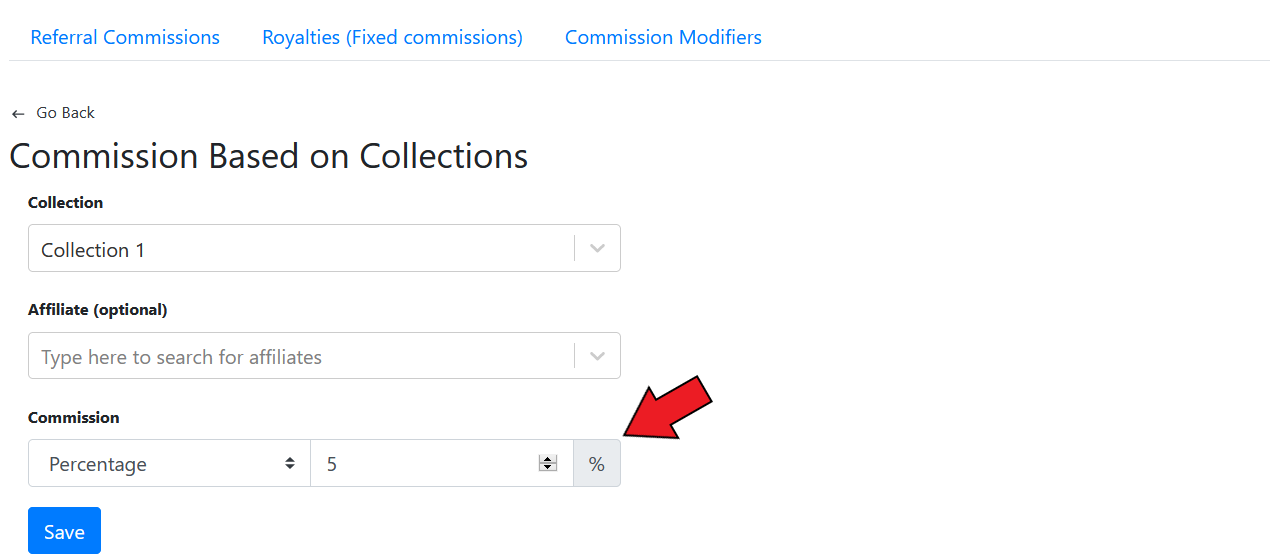 Referral Commissions Royalties (Fixed commissions) Commission Modifiers
← Go Back
Commission Based on Collections
Collection
Collection 1
Affiliate (optional)
Type here to search for affiliates
Commission
Percentage 5 %
Save